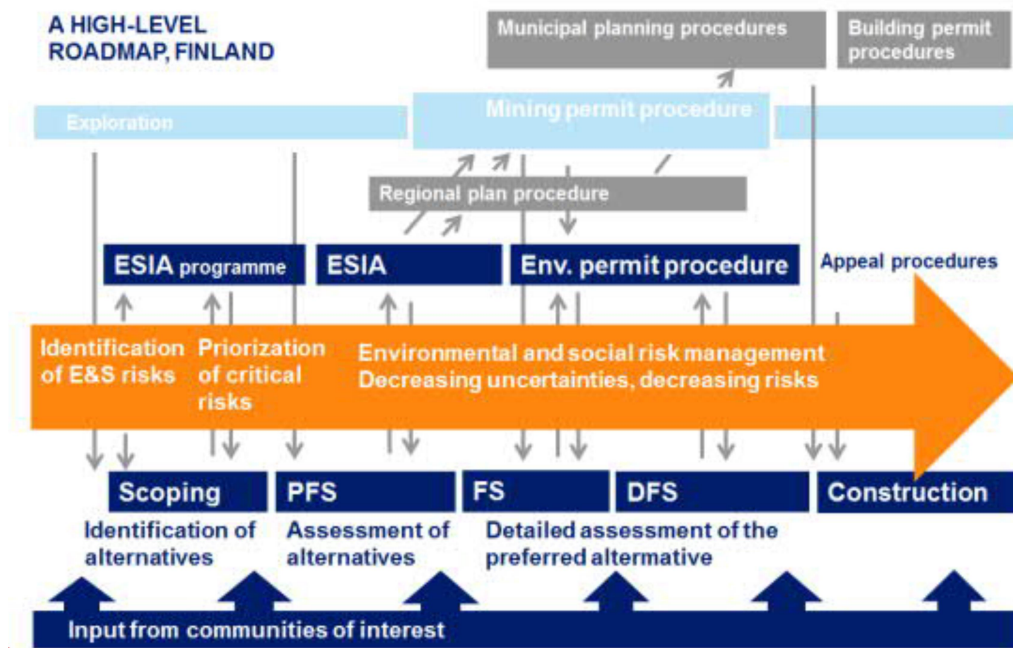 A HIGH-LEVEL
ROADMAP, FINLAND
Municipal planning procedures
Building permit
procedures
Exploration
Mining permit procedure
Regional plan procedure
ESIA programme
ESIA
Env. permit procedure
Appeal procedures
Identification
of E&S risks
Priorization
of critical
risks
Environmental and social risk management
Decreasing uncertainties, decreasing risks
Scoping
PFS
FS
DFS
Construction
Identification of
alternatives
Assessment of
alternatives
Detailed assessment of the
preferred altermative
Input from communities of interest